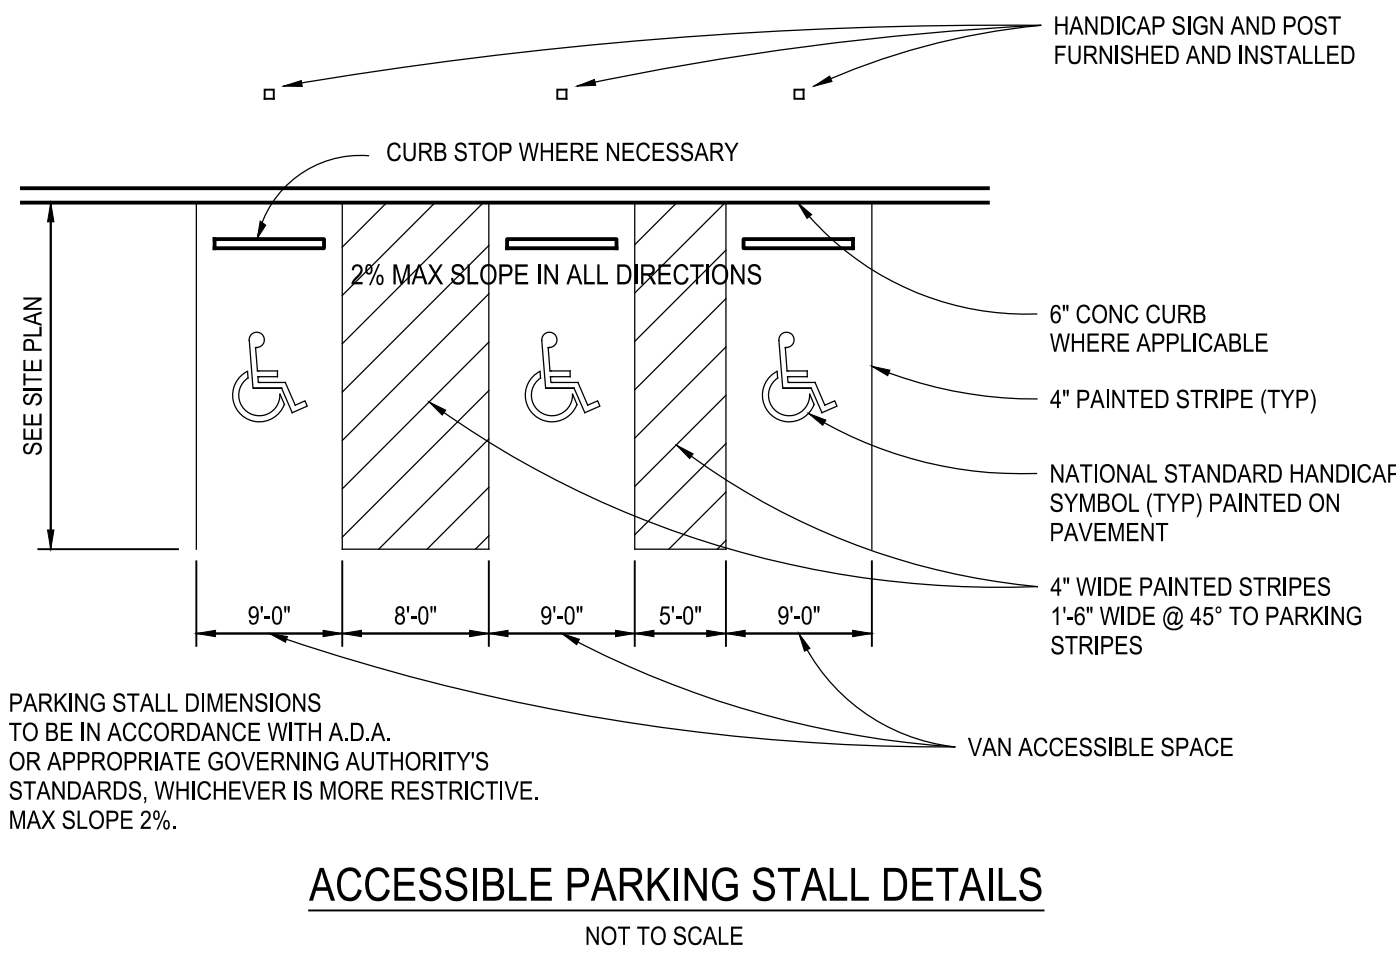 HANDICAP SIGN AND POST
FURNISHED AND INSTALLED
CURB STOP WHERE NECESSARY
2% MAX SLOPE IN ALL DIRECTIONS
SEE SITE PLAN
6" CONC CURB
WHERE APPLICABLE
4" PAINTED STRIPE (TYP)
NATIONAL STANDARD HANDICAP
SYMBOL (TYP) PAINTED ON
PAVEMENT
4" WIDE PAINTED STRIPES
1'-6" WIDE @ 45° TO PARKING
STRIPES
9'-0" 8'-0" 9'-0" 5'-0" 9'-0"
PARKING STALL DIMENSIONS
TO BE IN ACCORDANCE WITH A.D.A.
OR APPROPRIATE GOVERNING AUTHORITY'S
STANDARDS, WHICHEVER IS MORE RESTRICTIVE.
MAX SLOPE 2%.
VAN ACCESSIBLE SPACE
ACCESSIBLE PARKING STALL DETAILS
NOT TO SCALE